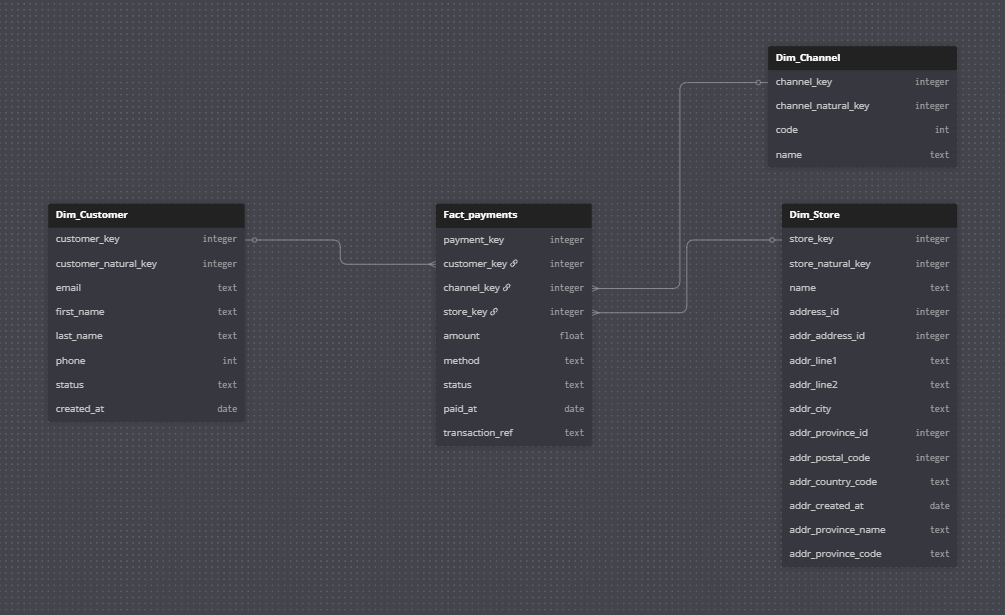 Dim_Channel
channel_key integer
channel_natural_key integer
code int
name text
Dim_Customer
customer_key integer
customer_natural_key integer
email text
first_name text
last_name text
phone int
status text
created_at date
Fact_payments
payment_key integer
customer_key integer
channel_key integer
store_key integer
amount float
method text
status text
paid_at date
transaction_ref text
Dim_Store
store_key integer
store_natural_key integer
name text
address_id integer
addr_address_id integer
addr_line1 text
addr_line2 text
addr_city text
addr_province_id integer
addr_postal_code integer
addr_country_code text
addr_created_at date
addr_province_name text
addr_province_code text